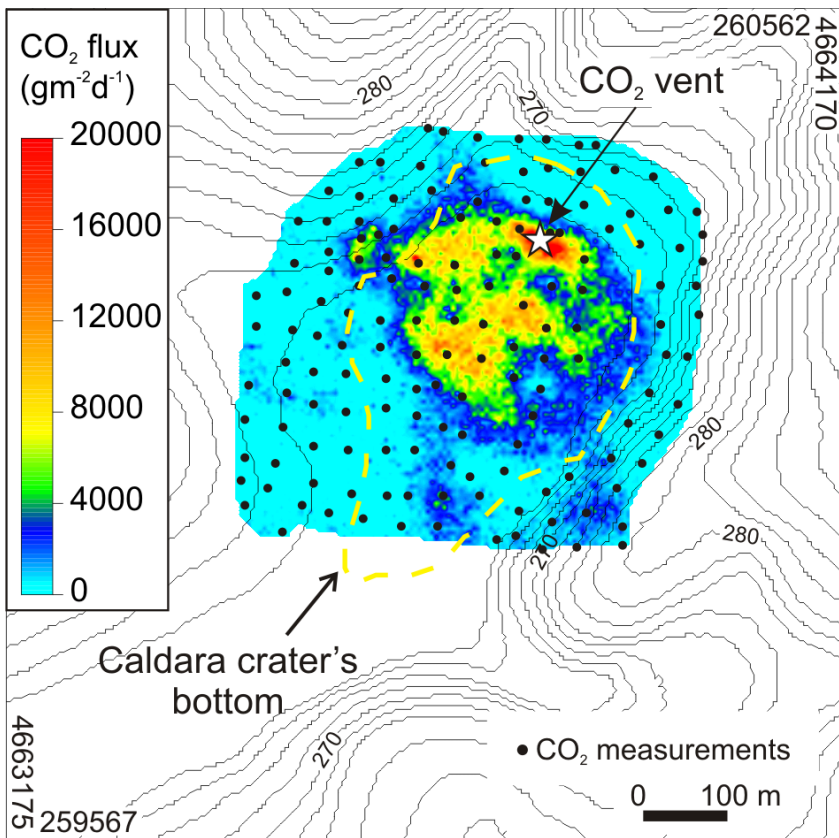 CO₂ flux
(gm⁻²d⁻¹)
20000
16000
12000
8000
4000
0
260562
4664170
CO₂ vent
280
270
280
280
270
Caldara crater's
bottom
270
4663175
259567
CO₂ measurements
0 100 m